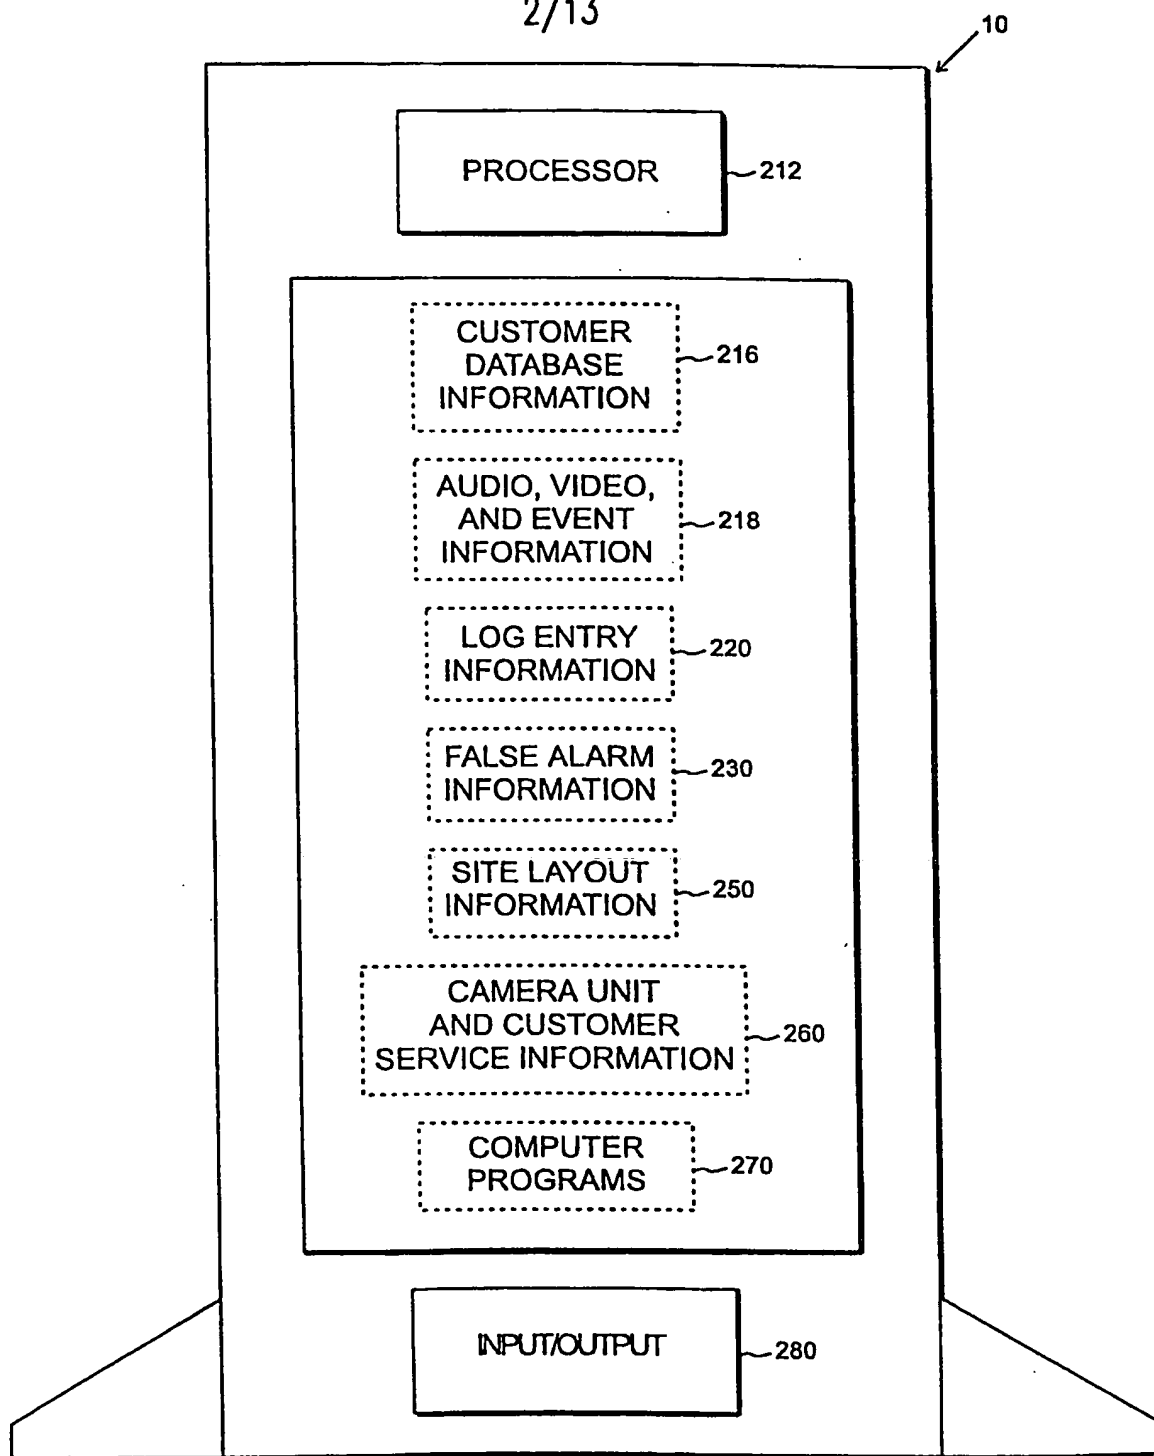 2/13
10
PROCESSOR
212
CUSTOMER
DATABASE
INFORMATION
216
AUDIO, VIDEO,
AND EVENT
INFORMATION
218
LOG ENTRY
INFORMATION
220
FALSE ALARM
INFORMATION
230
SITE LAYOUT
INFORMATION
250
CAMERA UNIT
AND CUSTOMER
SERVICE INFORMATION
260
COMPUTER
PROGRAMS
270
INPUT/OUTPUT
280